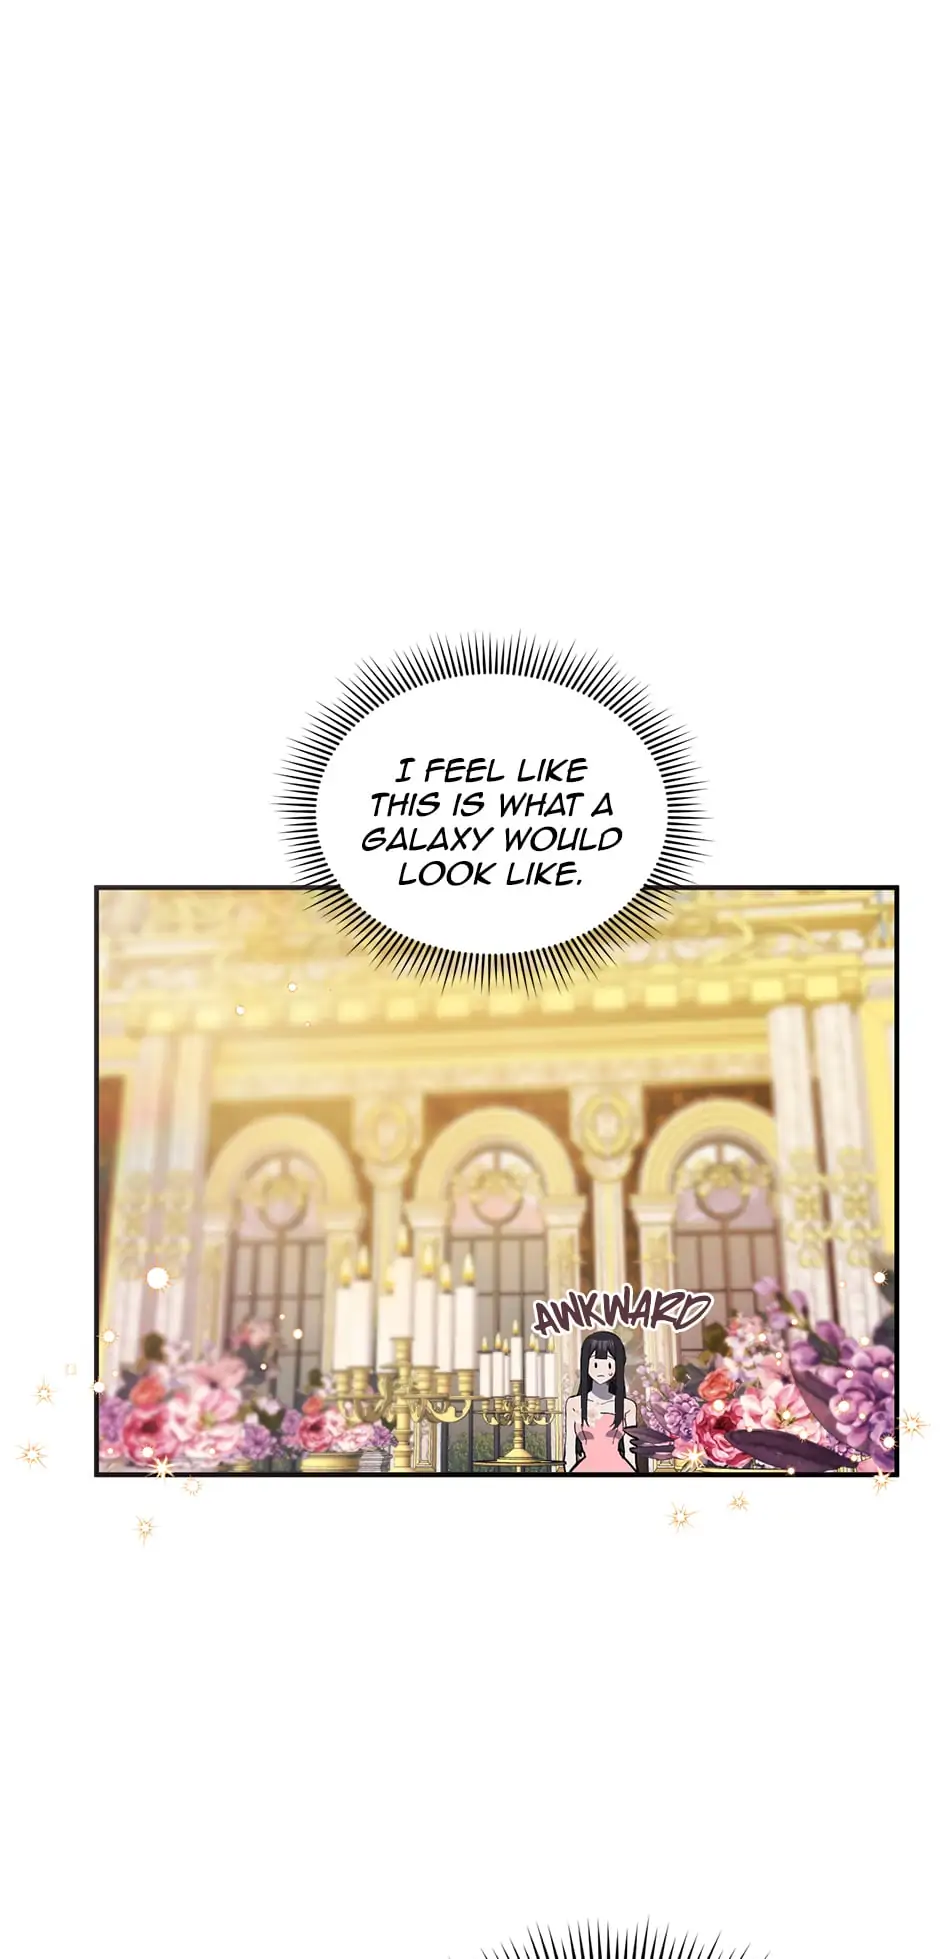 I FEEL LIKE
THIS IS WHAT A
GALAXY WOULD
LOOK LIKE.
AWKWARD